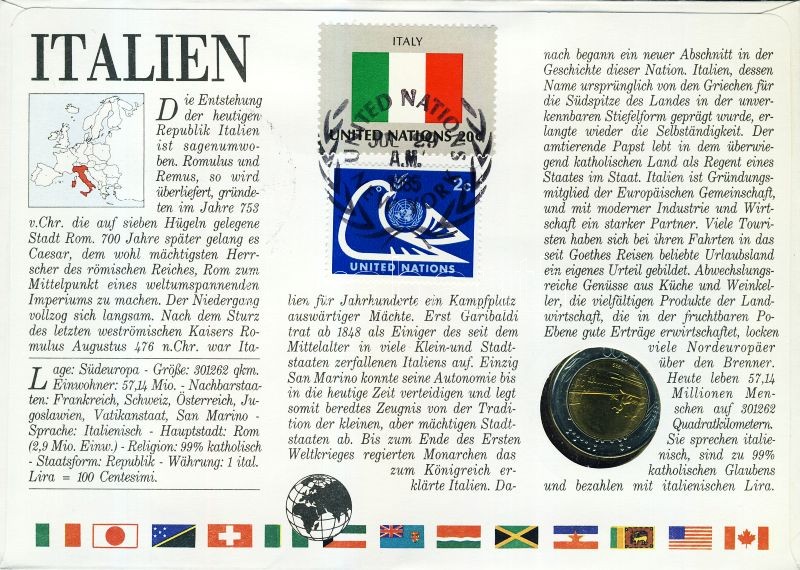 ITALIEN
Die Entstehung
der heutigen
Republik Italien
ist sagenumwo-
ben. Romulus und
Remus, so wird
überliefert, gründe-
ten im Jahre 753
v.Chr. die auf sieben Hügeln gelegene
Stadt Rom. 700 Jahre später gelang es
Caesar, dem wohl mächtigsten Herr-
scher des römischen Reiches, Rom zum
Mittelpunkt eines weltumspannenden
Imperiums zu machen. Der Niedergang
vollzog sich langsam. Nach dem Sturz
des letzten weströmischen Kaisers Ro-
mulus Augustus 476 n.Chr. war Ita-
Lage: Südeuropa - Größe: 301262 qkm.
Einwohner: 57,14 Mio. - Nachbarstaa-
ten: Frankreich, Schweiz, Österreich, Ju-
goslawien, Vatikanstaat, San Marino -
Sprache: Italienisch - Hauptstadt: Rom
(2,9 Mio. Einw.) - Religion: 99% katholisch
- Staatsform: Republik - Währung: 1 ital.
Lira = 100 Centesimi.
ITALY
UNITED NATIONS 20c
UNITED NATIONS
JUL 29
A.M.
1985
NEW YORK
2c
UNITED NATIONS
lien für Jahrhunderte ein Kampfplatz
auswärtiger Mächte. Erst Garibaldi
trat ab 1848 als Einiger des seit dem
Mittelalter in viele Klein-und Stadt-
staaten zerfallenen Italiens auf. Einzig
San Marino konnte seine Autonomie bis
in die heutige Zeit verteidigen und legt
somit beredtes Zeugnis von der Tradi-
tion der kleinen, aber mächtigen Stadt-
staaten ab. Bis zum Ende des Ersten
Weltkrieges regierten Monarchen das
zum Königreich er-
klärte Italien. Da-
nach begann ein neuer Abschnitt in der
Geschichte dieser Nation. Italien, dessen
Name ursprünglich von den Griechen für
die Südspitze des Landes in der unver-
kennbaren Stiefelform geprägt wurde, er-
langte wieder die Selbständigkeit. Der
amtierende Papst lebt in dem überwie-
gend katholischen Land als Regent eines
Staates im Staat. Italien ist Gründungs-
mitglied der Europäischen Gemeinschaft,
und mit moderner Industrie und Wirt-
schaft ein starker Partner. Viele Touri-
sten haben sich bei ihren Fahrten in das
seit Goethes Reisen beliebte Urlaubsland
ein eigenes Urteil gebildet. Abwechslungs-
reiche Genüsse aus Küche und Weinkel-
ler, die vielfältigen Produkte der Land-
wirtschaft, die in der fruchtbaren Po-
Ebene gute Erträge erwirtschaftet, locken
viele Nordeuropäer
über den Brenner.
Heute leben 57,14
Millionen Men-
schen auf 301262
Quadratkilometern.
Sie sprechen italie-
nisch, sind zu 99%
katholischen Glaubens
und bezahlen mit italienischen Lira.